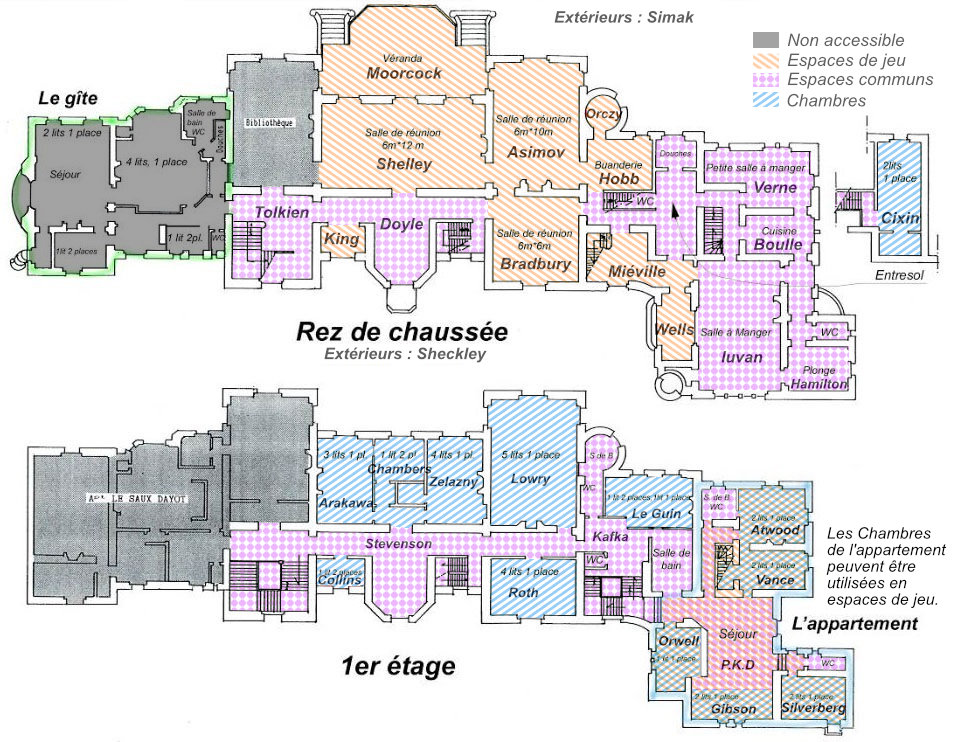 Extérieurs : Simak
Non accessible
Espaces de jeu
Espaces communs
Chambres
Le gîte
2 lits 1 place
Séjour
4 lits, 1 place
Salle de
bain
WC
Douches
1lit 2 places
1 lit 2pl.
WC
Bibliothèque
Véranda
Moorcock
Salle de réunion
6m*12 m
Shelley
Salle de réunion
6m*10m
Asimov
Orczy
Buanderie
Hobb
WC
Douches
Petite salle à manger
Verne
Cuisine
Boulle
2lits
1 place
Cixin
Entresol
Tolkien
King
Doyle
Salle de réunion
6m*6m
Bradbury
Miéville
Wells
Salle à Manger
Iuvan
WC
Plonge
Hamilton
Rez de chaussée
Extérieurs : Sheckley
LE SAUX DAYOT
3 lits 1 pl.
Arakawa
1 lit 2 pl.
Chambers
4 lits 1 pl.
Zelazny
5 lits 1 place
Lowry
S de B
WC
1 lit 2 places 1lit 1 place
Le Guin
Stevenson
Kafka
WC
Salle de
bain
1 lit 2 places
Collins
4 lits 1 place
Roth
S. de B
WC
2 lits 1 place
Atwood
2 lits 1 place
Vance
Les Chambres
de l'appartement
peuvent être
utilisées en
espaces de jeu.
L'appartement
Séjour
P.K.D
Orwell
1 lit 1 place
2 lits 1 place
Gibson
WC
2 lits 1 place
Silverberg
1er étage